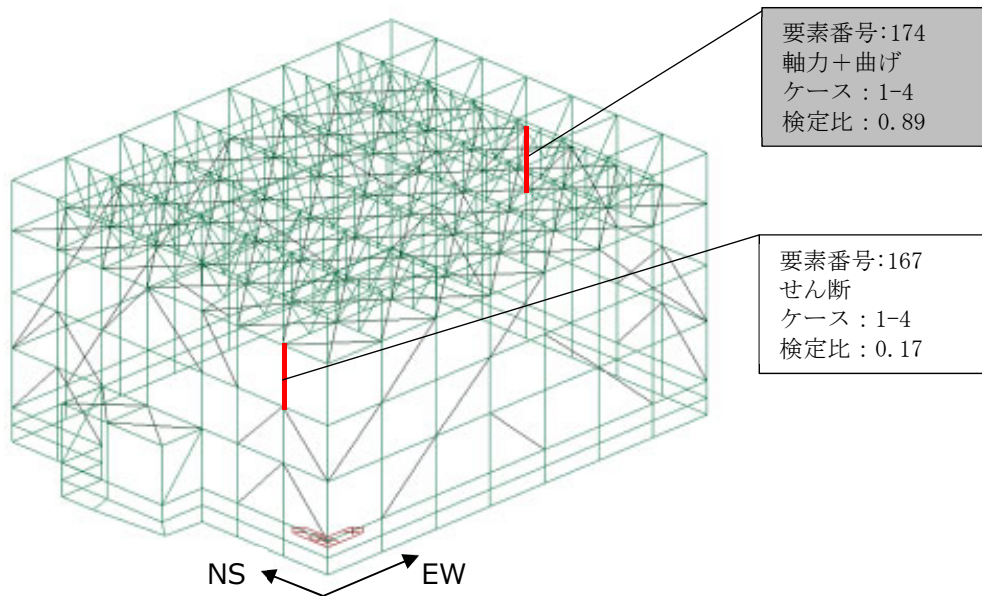 要素番号:174
軸力＋曲げ
ケース：1-4
検定比：0.89
要素番号:167
せん断
ケース：1-4
検定比：0.17
NS
EW